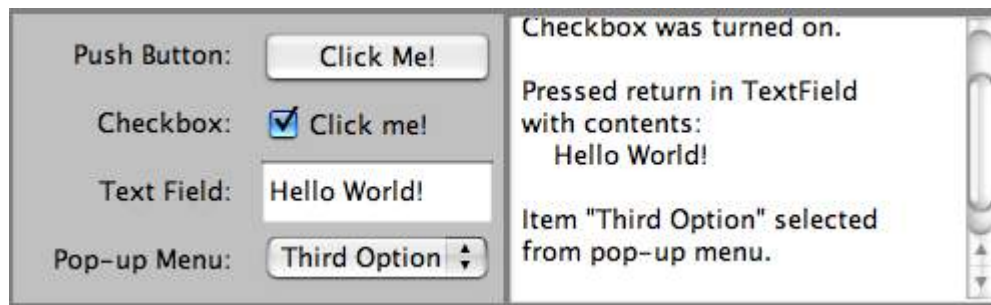 Push Button:
Click Me!
Checkbox:
Click me!
Text Field:
Hello World!
Pop-up Menu:
Third Option
Checkbox was turned on.
Pressed return in TextField
with contents:
Hello World!
Item "Third Option" selected
from pop-up menu.